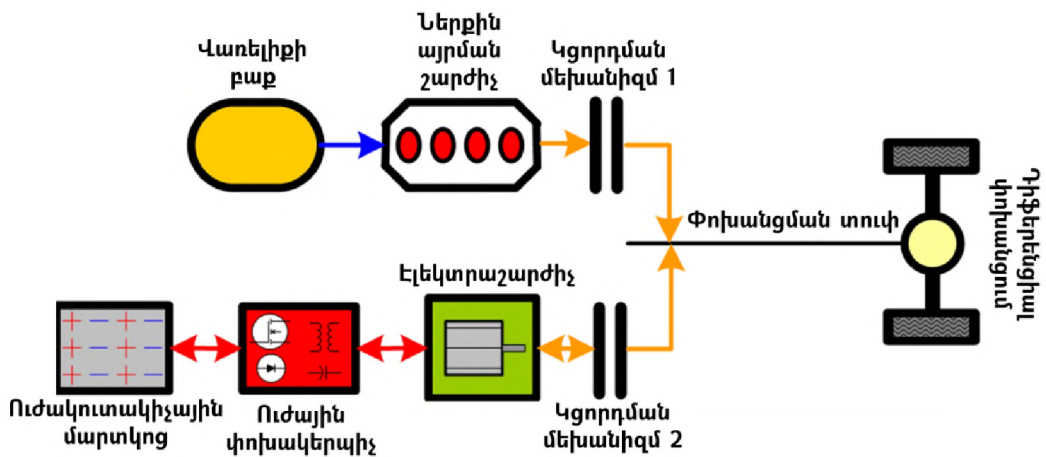 Վառելիքի
բաք
Ներքին
այրման
շարժիչ
Կցորդման
մեխանիզմ 1
Փոխանցման տուփ
Դիֆերենցիալ
փոխանցում
Էլեկտրաշարժիչ
Ուժակուտակիչային
մարտկոց
Ուժային
փոխակերպիչ
Կցորդման
մեխանիզմ 2